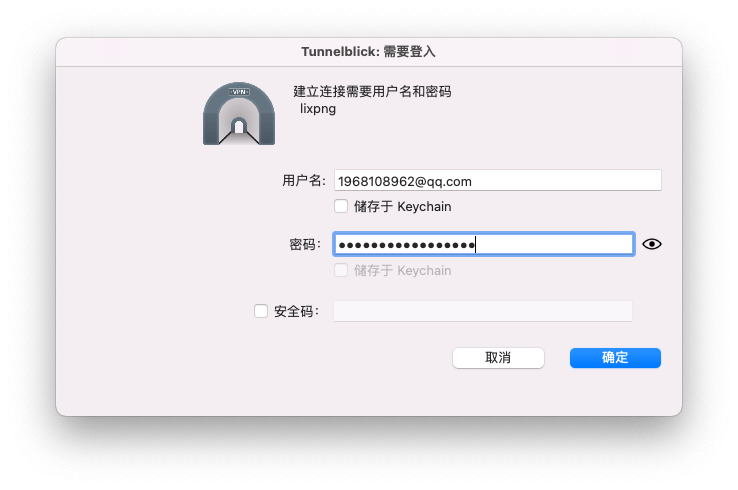 Tunnelblick: 需要登入
VPN
建立连接需要用户名和密码
lixpng
用户名: 1968108962@qq.com
储存于 Keychain
密码: ●●●●●●●●●●●●●●●●●
储存于 Keychain
安全码:
取消 确定